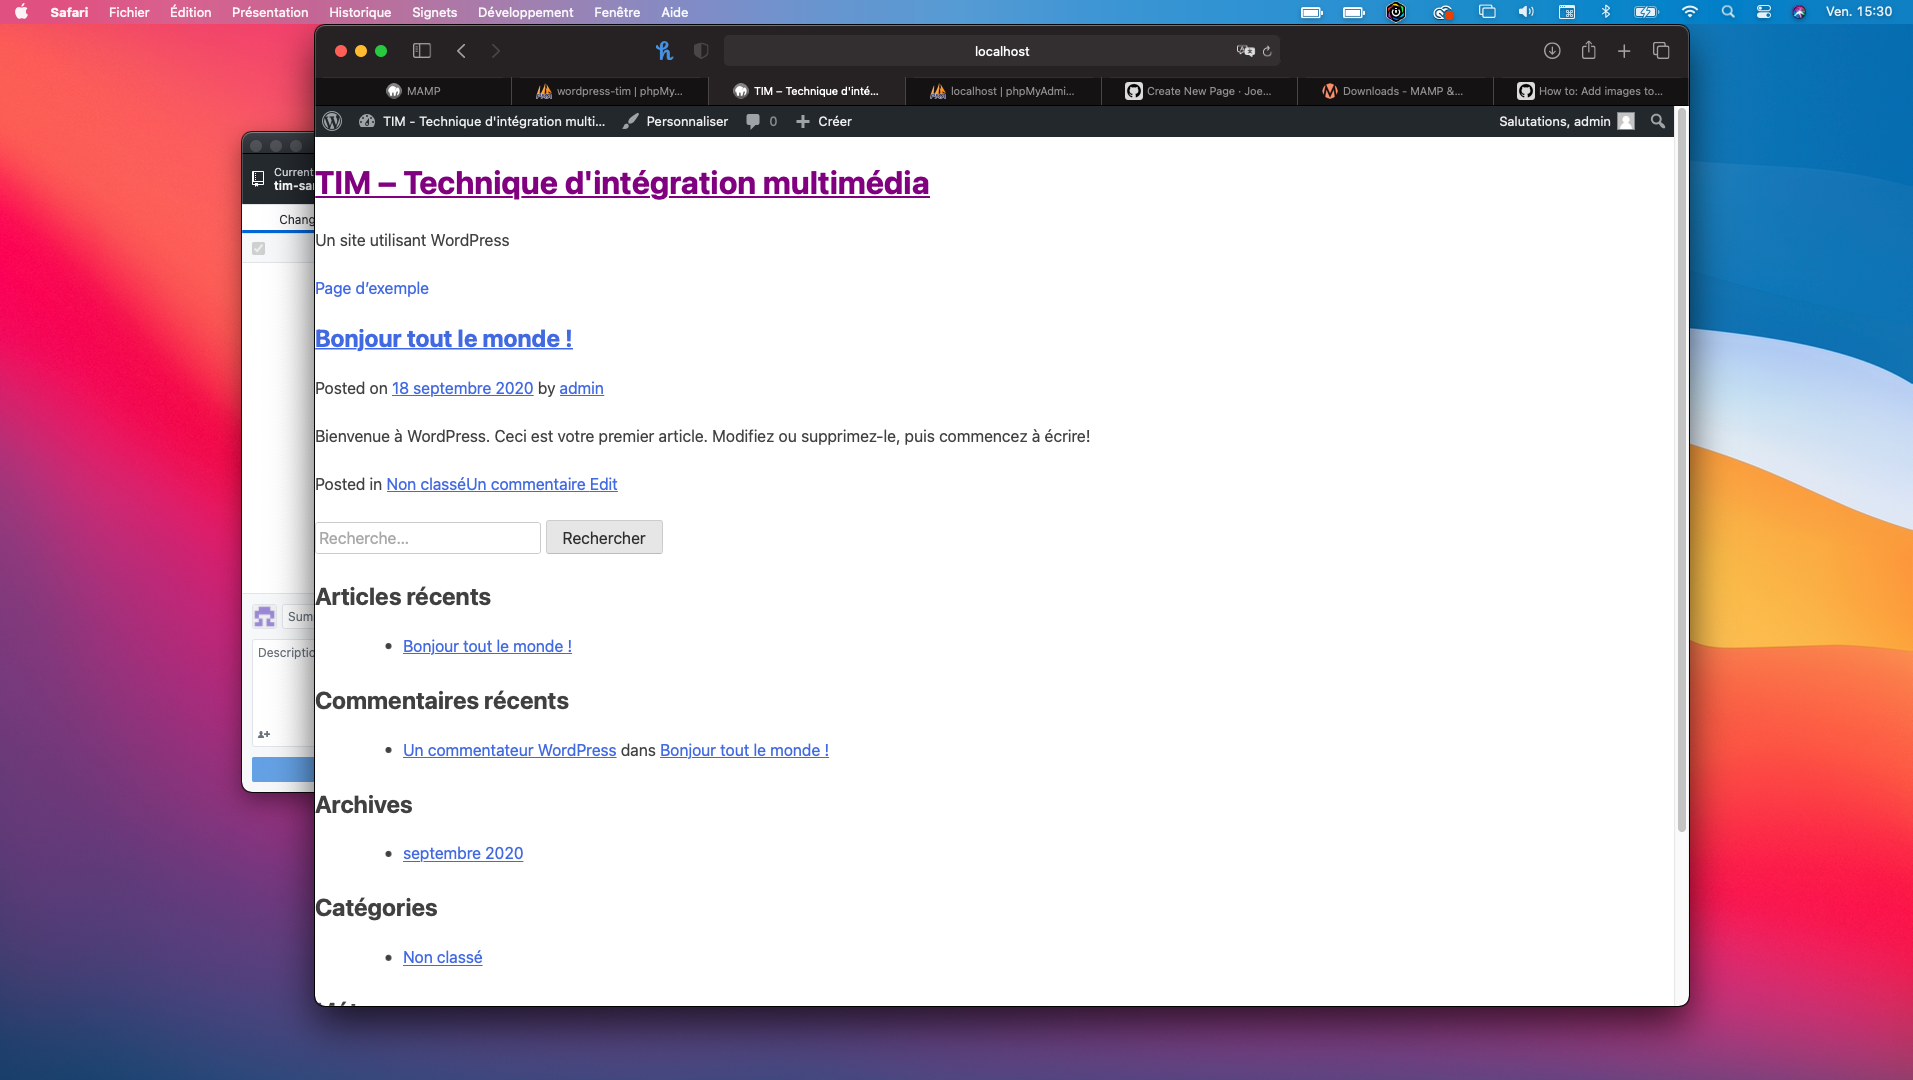 Safari Fichier Édition Présentation Historique Signets Développement Fenêtre Aide Ven. 15:30
localhost
MAMP wordpress-tim | phpMy... TIM – Technique d'inté... localhost | phpMyAdmi... Create New Page · Joe... Downloads - MAMP &... How to: Add images to...
TIM - Technique d'intégration multi... Personnaliser 0 Créer Salutations, admin
Current
tim-sa
Chang
TIM – Technique d'intégration multimédia
Un site utilisant WordPress
Page d’exemple
Bonjour tout le monde !
Posted on 18 septembre 2020 by admin
Bienvenue à WordPress. Ceci est votre premier article. Modifiez ou supprimez-le, puis commencez à écrire!
Posted in Non classéUn commentaire Edit
Recherche... Rechercher
Articles récents
Bonjour tout le monde !
Sum
Descriptio
Commentaires récents
Un commentateur WordPress dans Bonjour tout le monde !
Archives
septembre 2020
Catégories
Non classé